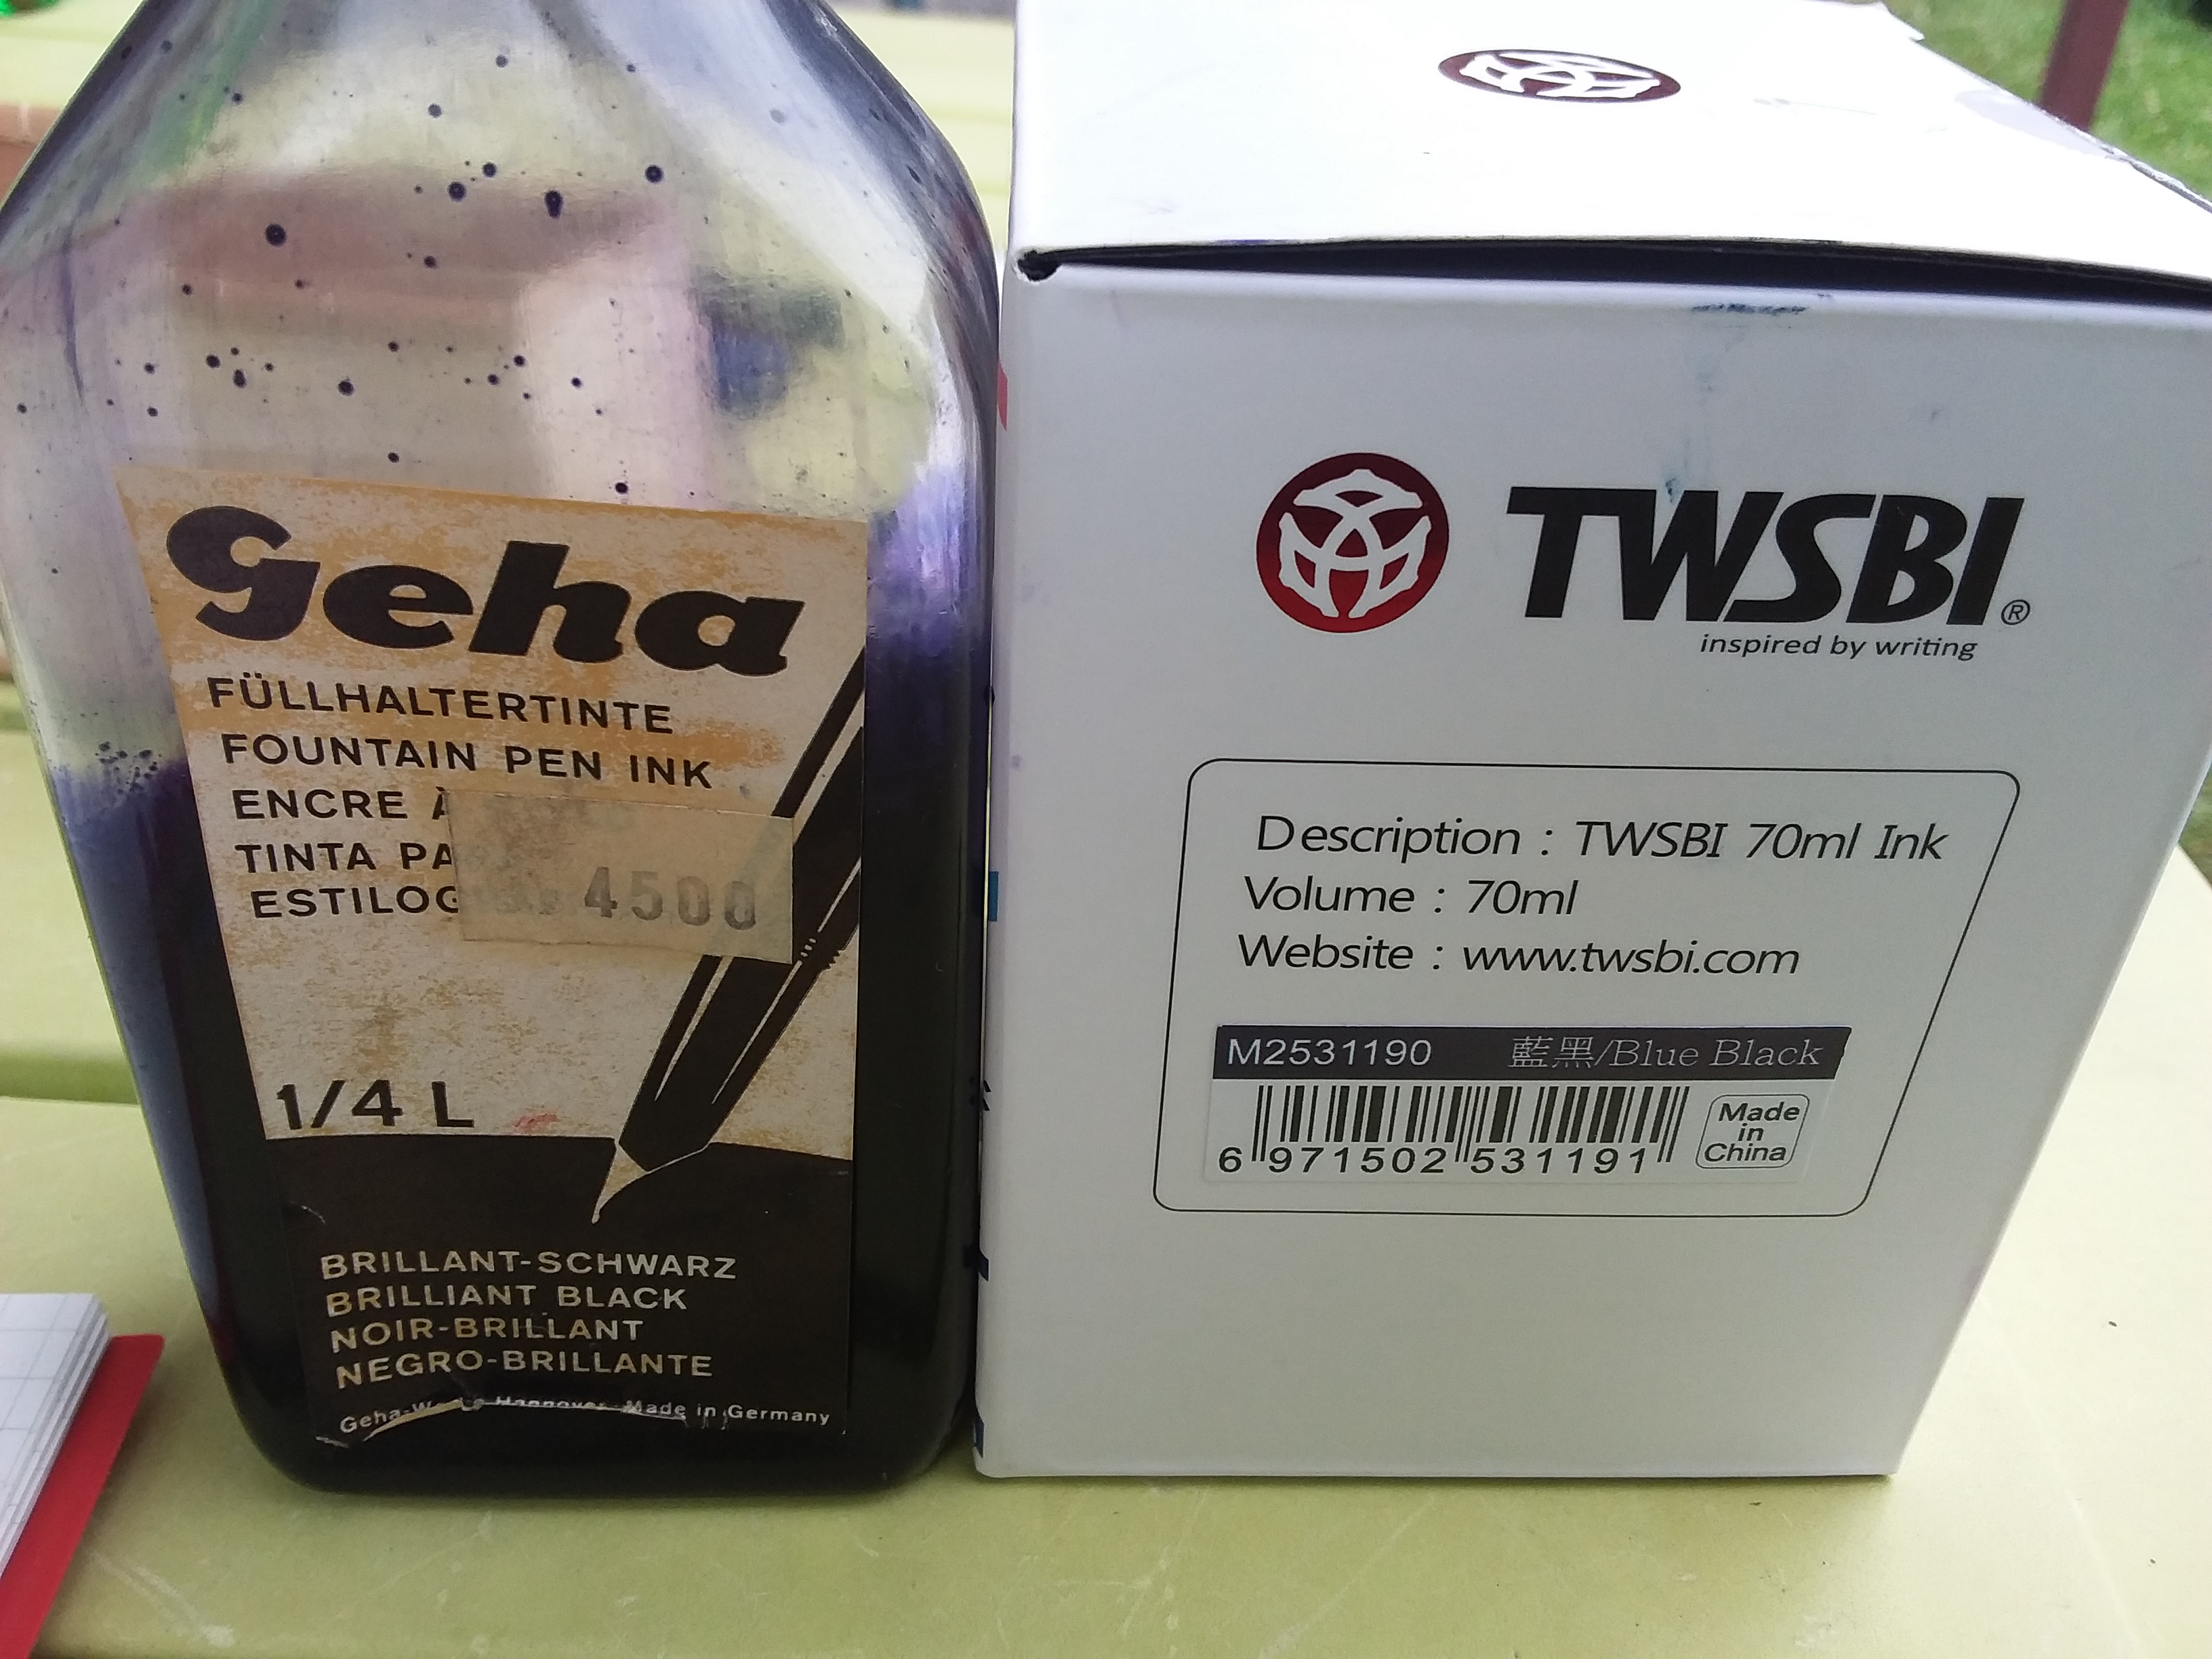 Geha
FÜLLHALTERTINTE
FOUNTAIN PEN INK
ENCRE À
TINTA PA
ESTILOG
4500
1/4 L
BRILLANT-SCHWARZ
BRILLIANT BLACK
NOIR-BRILLANT
NEGRO-BRILLANTE
Geha-W Hannover Made in Germany
TWSBI®
inspired by writing
Description : TWSBI 70ml Ink
Volume : 70ml
Website : www.twsbi.com
M2531190 藍黑/Blue Black
6 971502 531191
Made
in
China